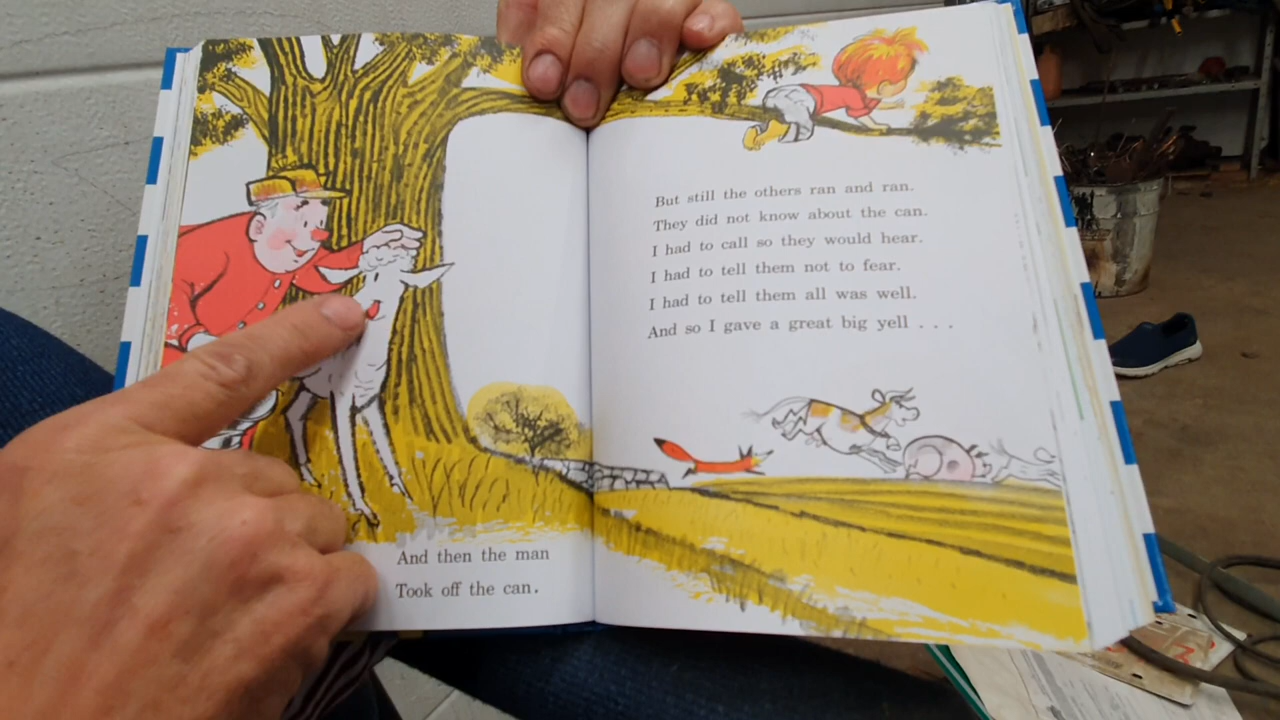 And then the man
Took off the can.
But still the others ran and ran.
They did not know about the can.
I had to call so they would hear.
I had to tell them not to fear.
I had to tell them all was well.
And so I gave a great big yell . . .